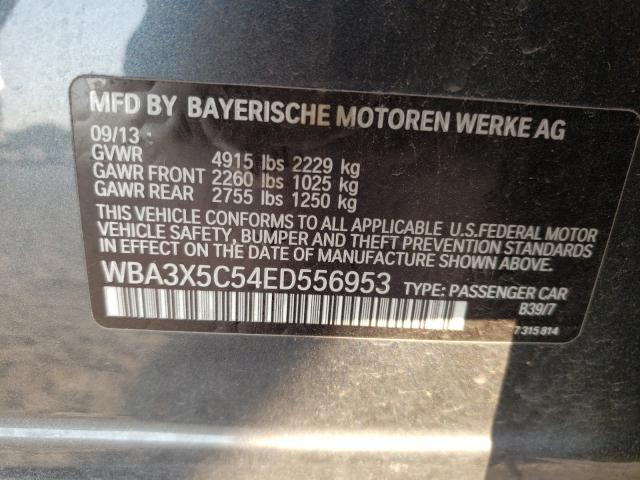 MFD BY BAYERISCHE MOTOREN WERKE AG
09/13
GVWR 4915 lbs 2229 kg
GAWR FRONT 2260 lbs 1025 kg
GAWR REAR 2755 lbs 1250 kg
THIS VEHICLE CONFORMS TO ALL APPLICABLE U.S.FEDERAL MOTOR
VEHICLE SAFETY, BUMPER AND THEFT PREVENTION STANDARDS
IN EFFECT ON THE DATE OF MANUFACTURE SHOWN ABOVE.
WBA3X5C54ED556953 TYPE: PASSENGER CAR
B39/7
7 315 814